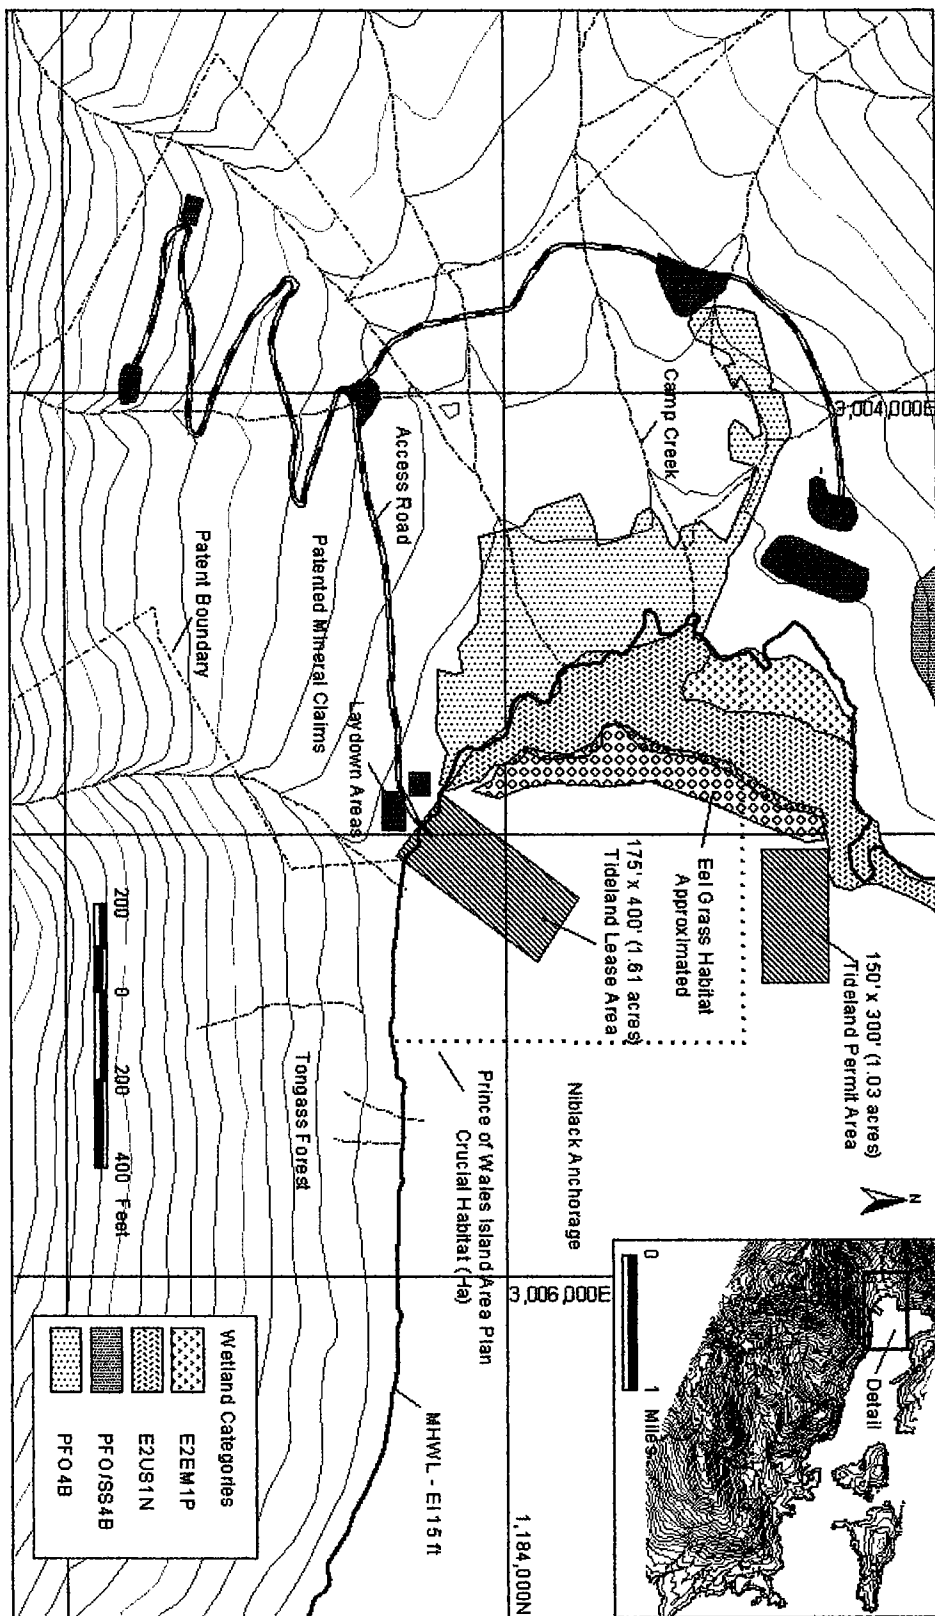 3,004,000E
3,006,000E
1,184,000N
Camp Creek
Access Road
Patented Mineral Claims
Patent Boundary
Laydown Areas
Eel Grass Habitat
Approximated
150' x 300' (1.03 acres)
Tideland Permit Area
175' x 400' (1.61 acres)
Tideland Lease Area
Niblack Anchorage
Prince of Wales Island Area Plan
Crucial Habitat (Ha)
Tongass Forest
MHWL - El 15 ft
200 0 200 400 Feet
N
Detail
0 1 Miles
Wetland Categories
E2EM1P
E2US1N
PFO/SS4B
PFO4B